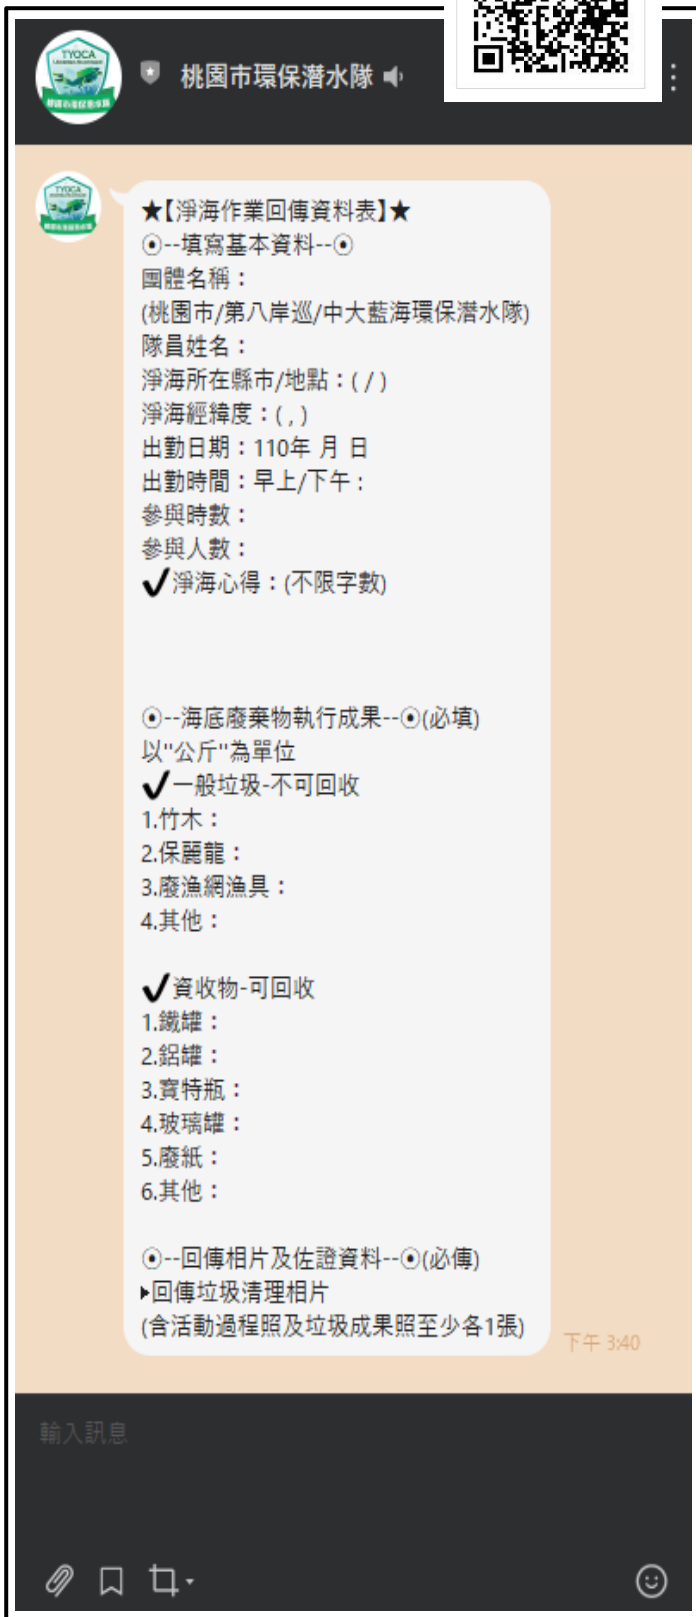 TYOCA
桃園市環保潛水隊
TYOCA
★【淨海作業回傳資料表】★
⊙--填寫基本資料--⊙
團體名稱：
(桃園市/第八岸巡/中大藍海環保潛水隊)
隊員姓名：
淨海所在縣市/地點：( / )
淨海經緯度：( , )
出勤日期：110年 月 日
出勤時間：早上/下午 :
參與時數：
參與人數：
✔淨海心得：(不限字數)
⊙--海底廢棄物執行成果--⊙(必填)
以"公斤"為單位
✔一般垃圾-不可回收
1.竹木：
2.保麗龍：
3.廢漁網漁具：
4.其他：
✔資收物-可回收
1.鐵罐：
2.鋁罐：
3.寶特瓶：
4.玻璃罐：
5.廢紙：
6.其他：
⊙--回傳相片及佐證資料--⊙(必傳)
▶回傳垃圾清理相片
(含活動過程照及垃圾成果照至少各1張)
下午 3:40
輸入訊息